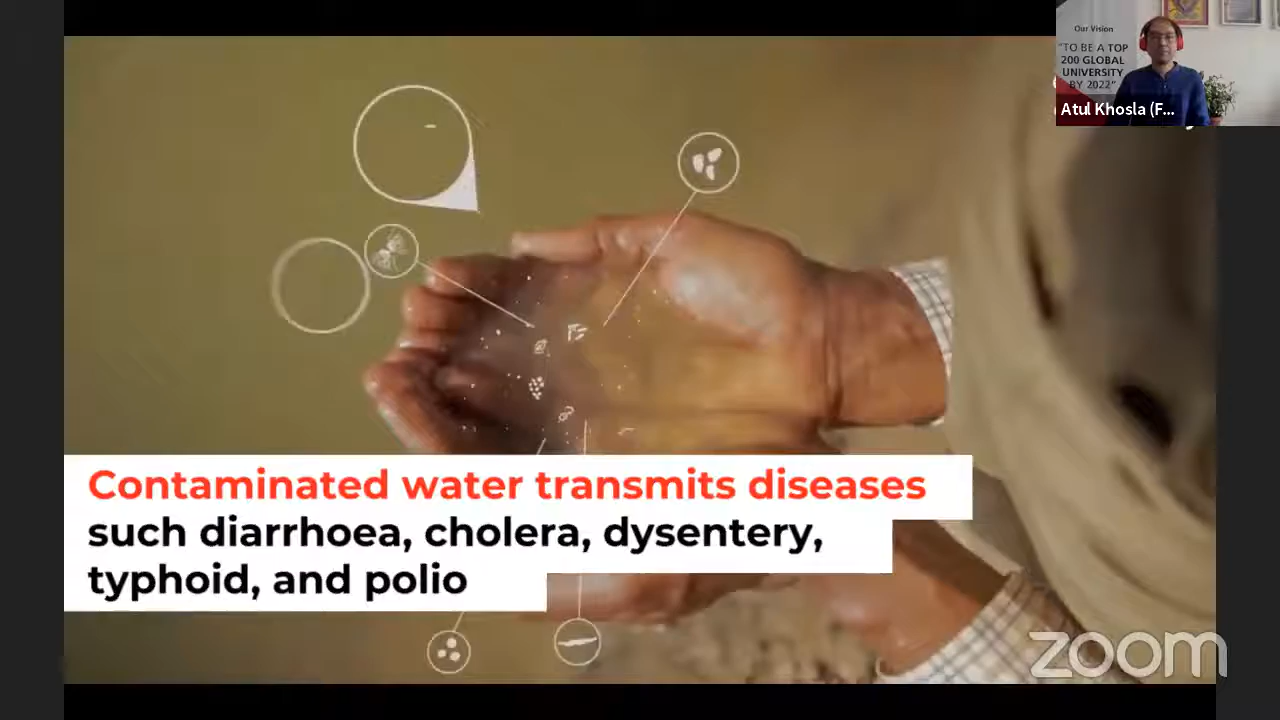 Our Vision
"TO BE A TOP
200 GLOBAL
UNIVERSITY
BY 2022"
Atul Khosla (F...
Contaminated water transmits diseases
such diarrhoea, cholera, dysentery,
typhoid, and polio
zoom